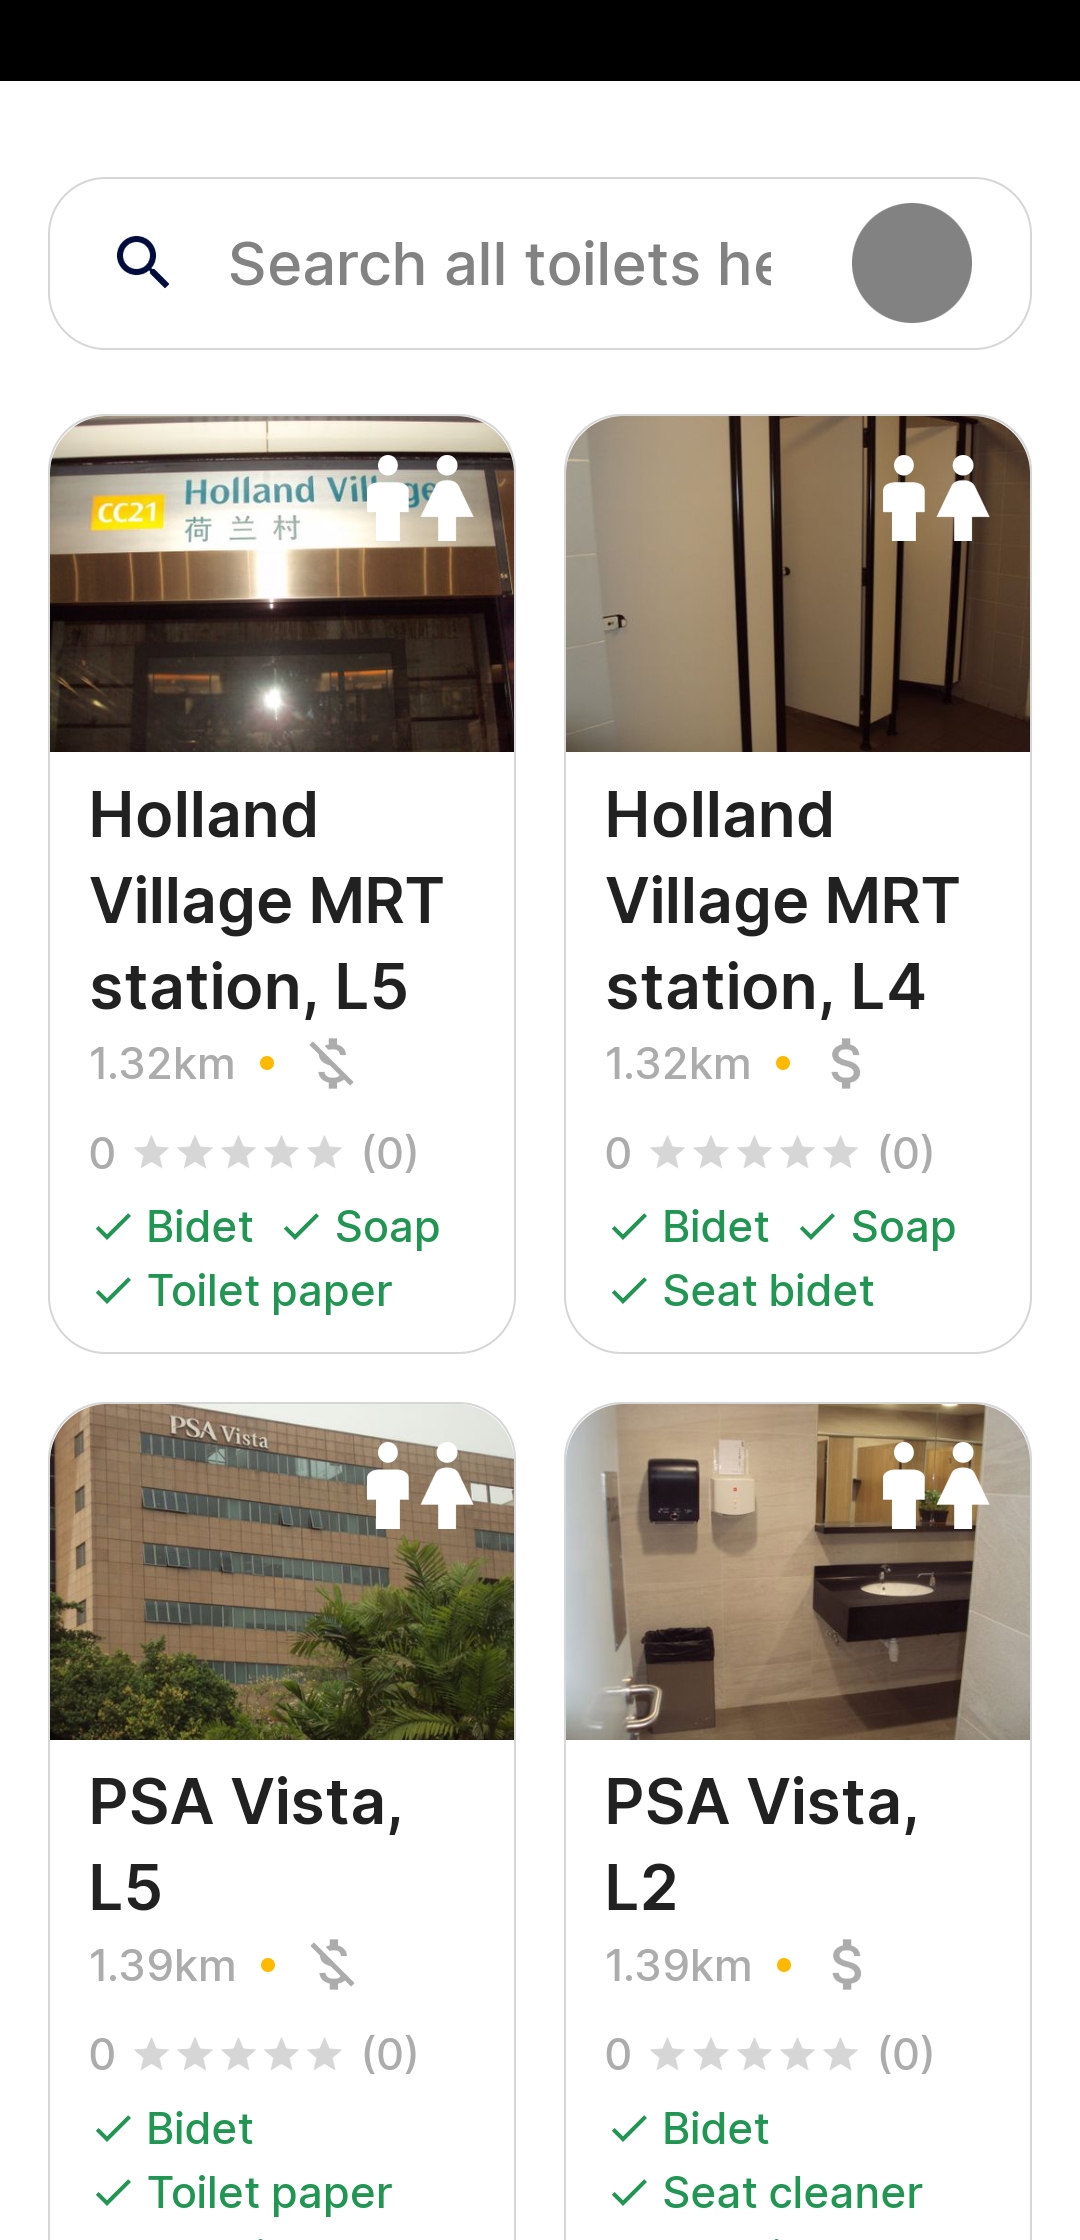 Search all toilets he
CC21
Holland Village
荷兰村
Holland
Village MRT
station, L5
1.32km
0 (0)
Bidet Soap
Toilet paper
Holland
Village MRT
station, L4
1.32km $
0 (0)
Bidet Soap
Seat bidet
PSA Vista
PSA Vista,
L5
1.39km
0 (0)
Bidet
Toilet paper
PSA Vista,
L2
1.39km $
0 (0)
Bidet
Seat cleaner